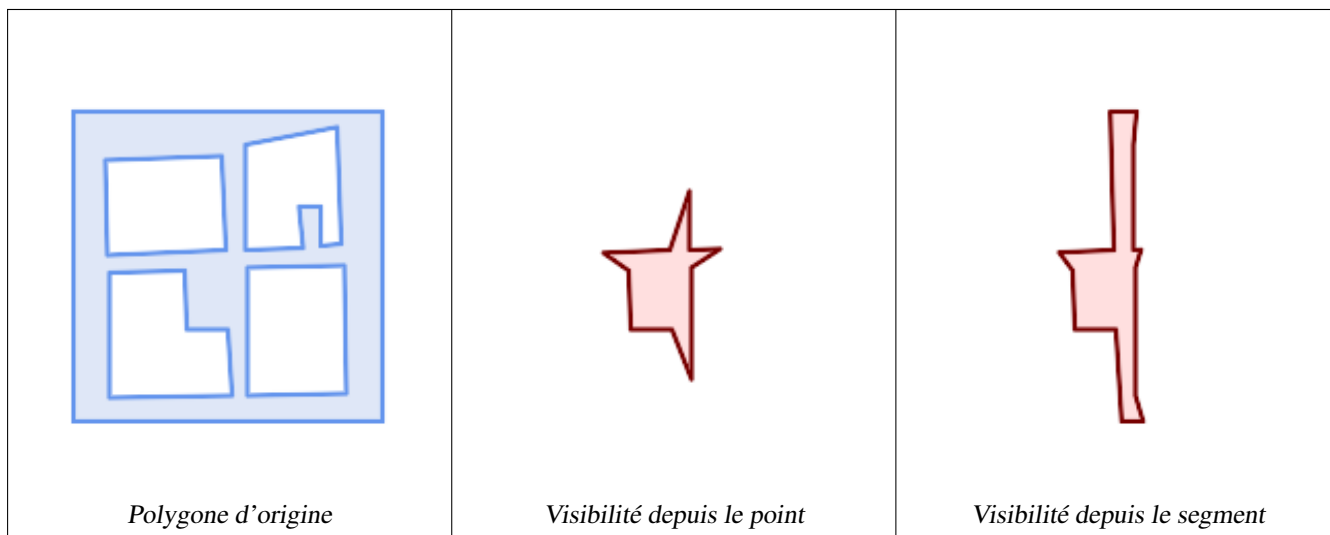 Polygone d'origine
Visibilité depuis le point
Visibilité depuis le segment